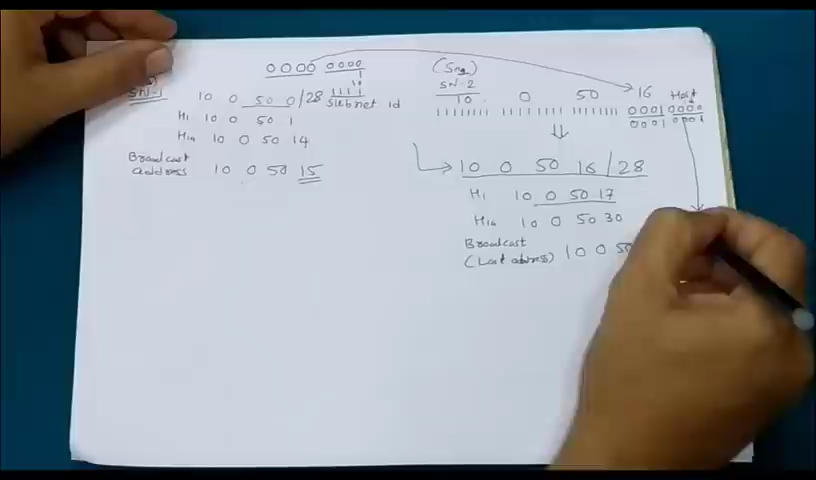 0000 0000
1
10
1111
SN-1
10 0 50 0/28 subnet id
H1 10 0 50 1
H14 10 0 50 14
Broadcast address 10 0 50 15
SN-2
10 . 0 50 16 Host
0001 0000
0001 0001
10 0 50 16/28
H1 10 0 50 17
H14 10 0 50 30
Broadcast (Last address) 10 0 50